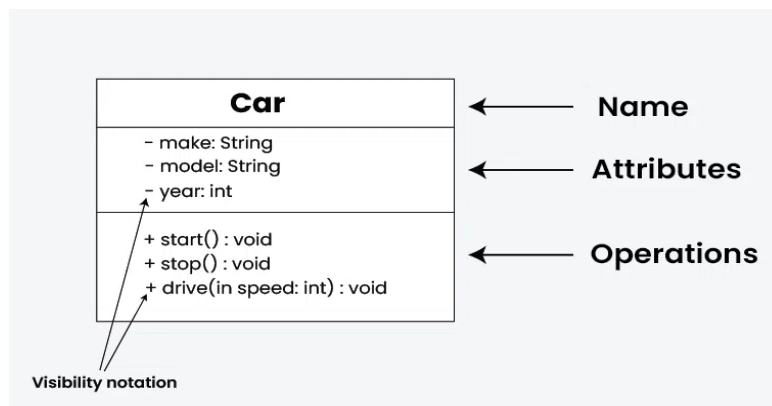 Car
Name
- make: String
- model: String
- year: int
Attributes
+ start() : void
+ stop() : void
+ drive(in speed: int) : void
Operations
Visibility notation